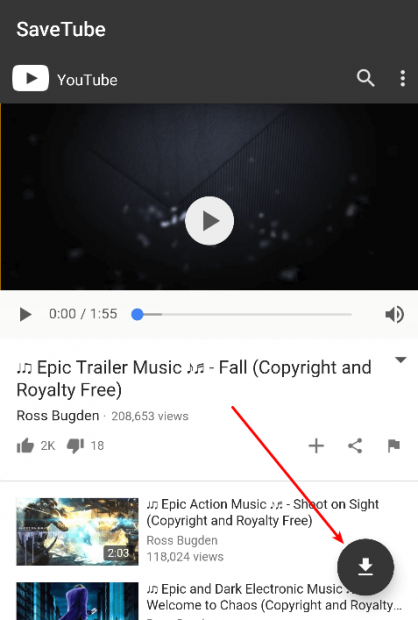 SaveTube
YouTube
0:00 / 1:55
♫ Epic Trailer Music ♪♬ - Fall (Copyright and
Royalty Free)
Ross Bugden · 208,653 views
2K 18
2:03
♫ Epic Action Music ♪♬ - Shoot on Sight
(Copyright and Royalty Free)
Ross Bugden
118,024 views
♫ Epic and Dark Electronic Music
Welcome to Chaos (Copyright and Royalty...